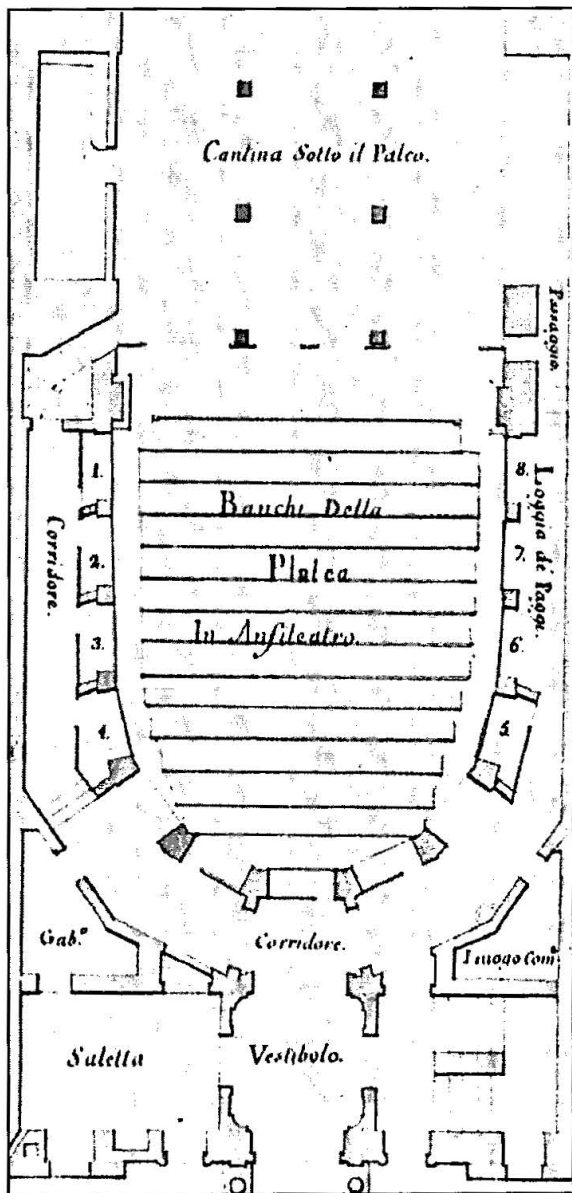 Cantina Sotto il Palco.
Passaggio.
1.
8.
Banchi Della
Corridore.
Loggia de Paggi.
2.
Platea
7.
In Anfiteatro
3.
6.
4.
5.
Gab.º
Corridore.
Luogo Com.º
Saletta
Vestibolo.